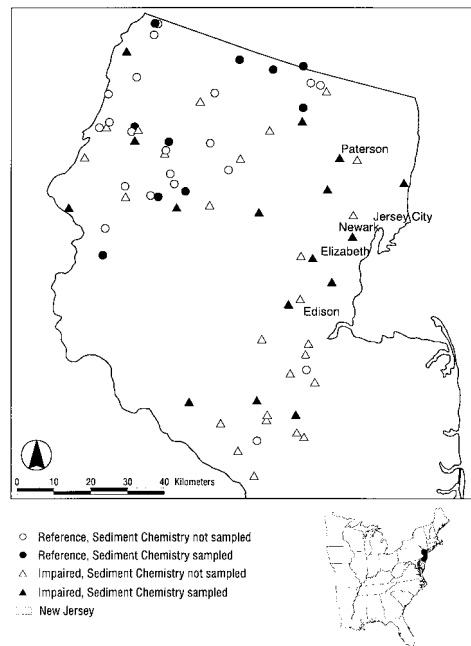 Paterson
Jersey City
Newark
Elizabeth
Edison
0 10 20 30 40 Kilometers
Reference, Sediment Chemistry not sampled
Reference, Sediment Chemistry sampled
Impaired, Sediment Chemistry not sampled
Impaired, Sediment Chemistry sampled
New Jersey